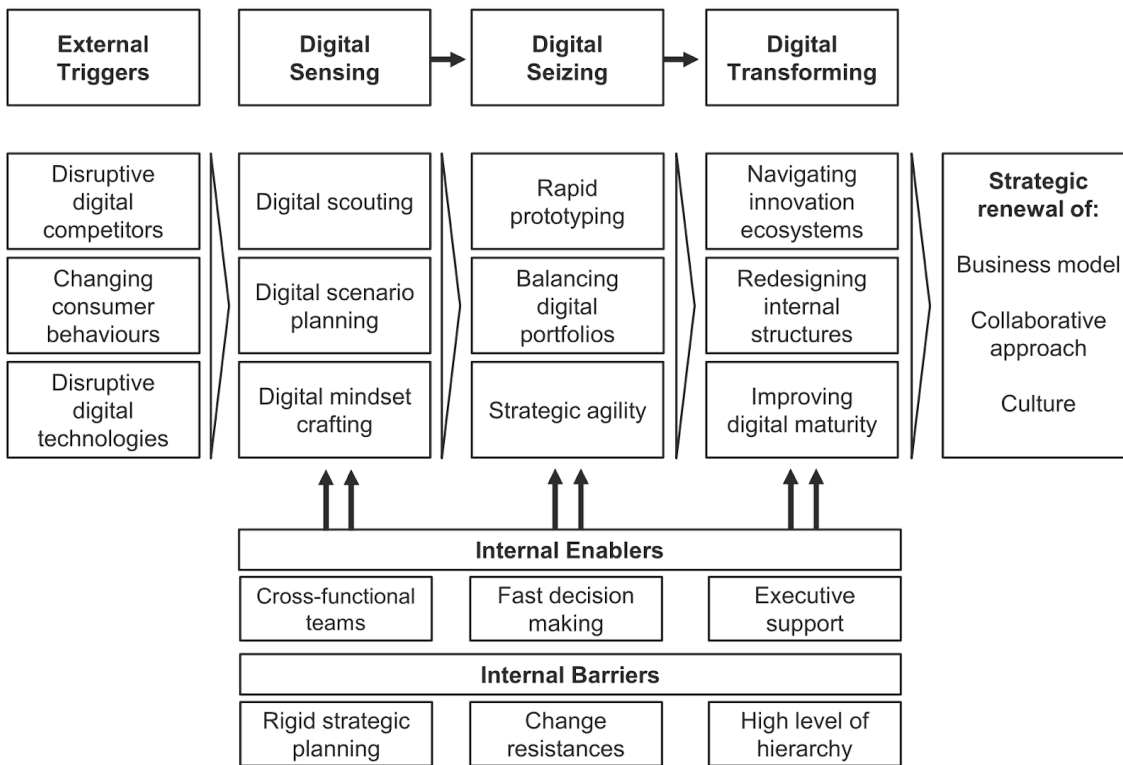 External
Triggers
Digital
Sensing
Digital
Seizing
Digital
Transforming
Disruptive
digital
competitors
Changing
consumer
behaviours
Disruptive
digital
technologies
Digital scouting
Digital scenario
planning
Digital mindset
crafting
Rapid
prototyping
Balancing
digital
portfolios
Strategic agility
Navigating
innovation
ecosystems
Redesigning
internal
structures
Improving
digital maturity
Strategic
renewal of:
Business model
Collaborative
approach
Culture
Internal Enablers
Cross-functional
teams
Fast decision
making
Executive
support
Internal Barriers
Rigid strategic
planning
Change
resistances
High level of
hierarchy